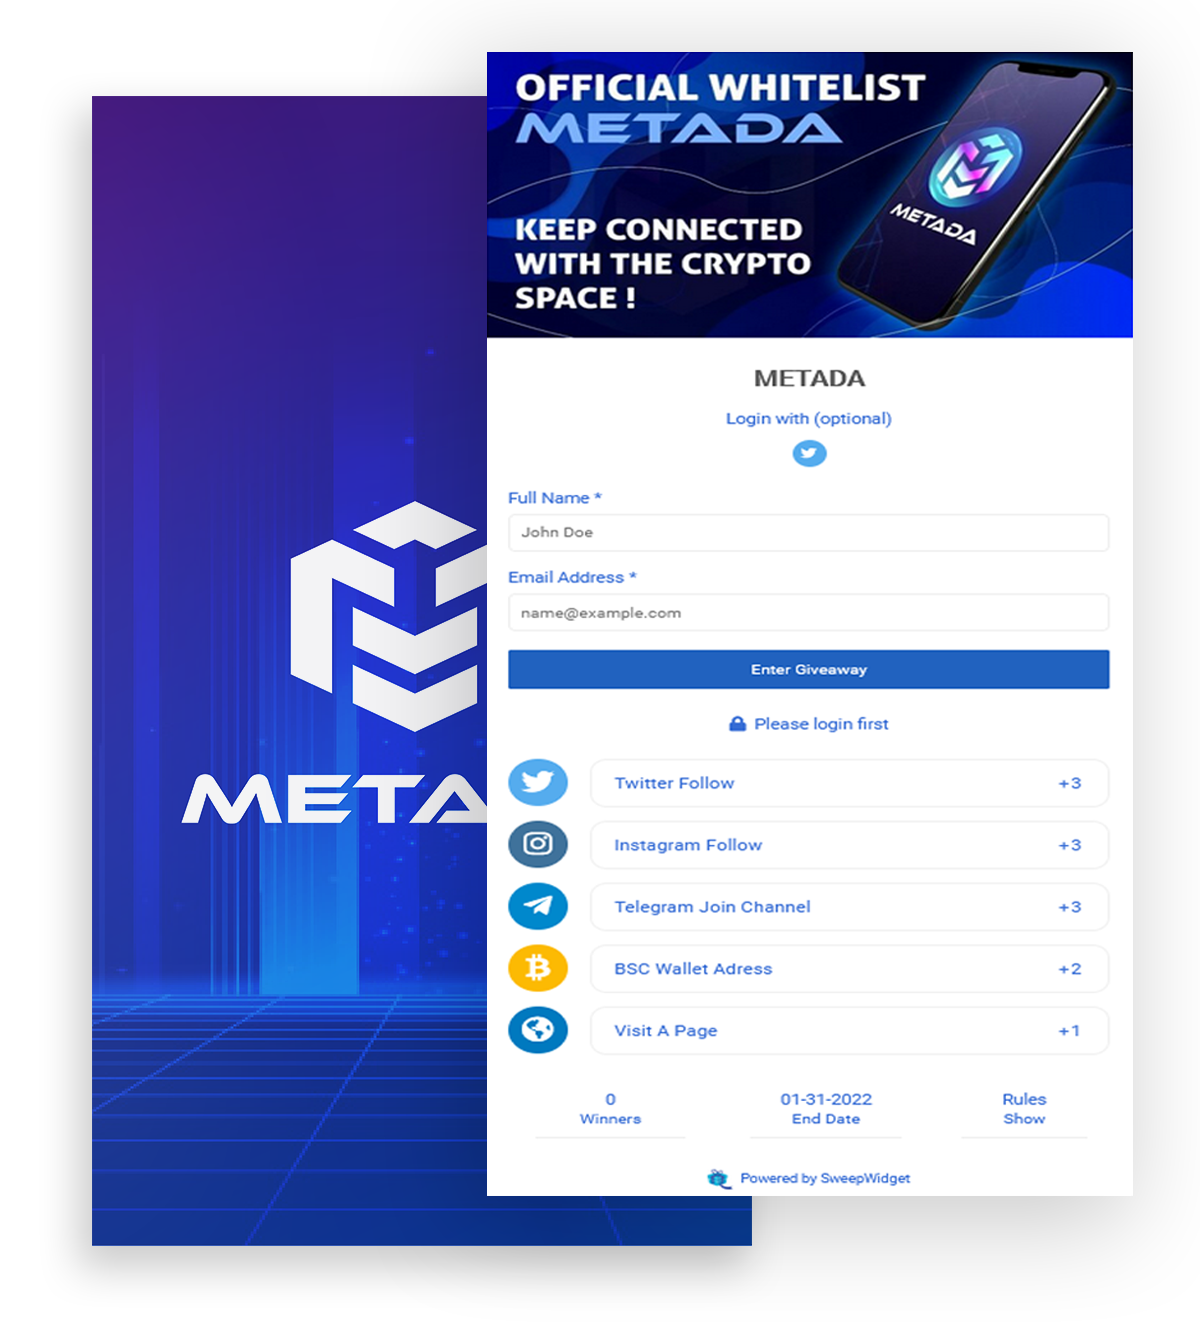 OFFICIAL WHITELIST
METADA
KEEP CONNECTED
WITH THE CRYPTO
SPACE !
METADA
METADA
Login with (optional)
Full Name *
John Doe
Email Address *
name@example.com
Enter Giveaway
Please login first
Twitter Follow +3
Instagram Follow +3
Telegram Join Channel +3
BSC Wallet Adress +2
Visit A Page +1
0 01-31-2022 Rules
Winners End Date Show
Powered by SweepWidget
META